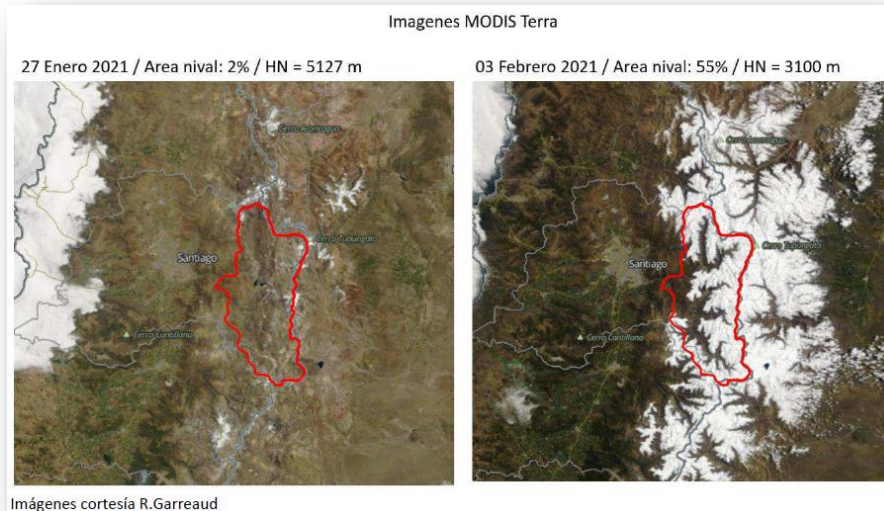 Imagenes MODIS Terra
27 Enero 2021 / Area nival: 2% / HN = 5127 m
03 Febrero 2021 / Area nival: 55% / HN = 3100 m
Cerro Aconcagua
Cerro Tupungato
Santiago
Cerro Cantillana
Cerro Aconcagua
Cerro Tupungato
Santiago
Cerro Cantillana
Imágenes cortesía R.Garreaud